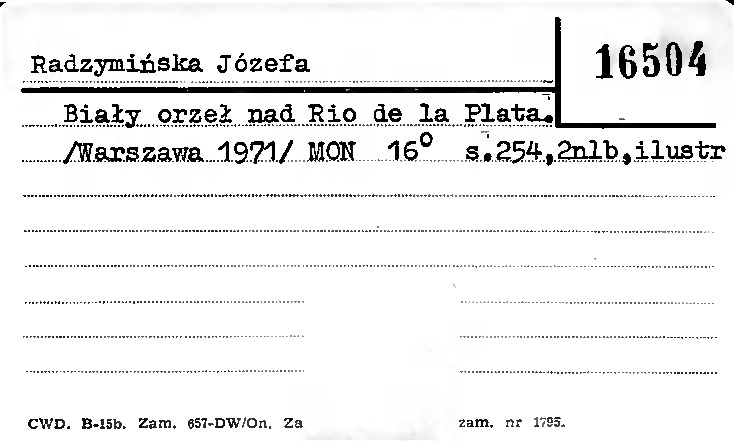 Radzymińska Józefa
16504
Biały orzeł nad Rio de la Plata.
/Warszawa 1971/ MON 16° s.254,2nlb,ilustr
CWD. B-15b. Zam. 657-DW/On. Za zam. nr 1795.